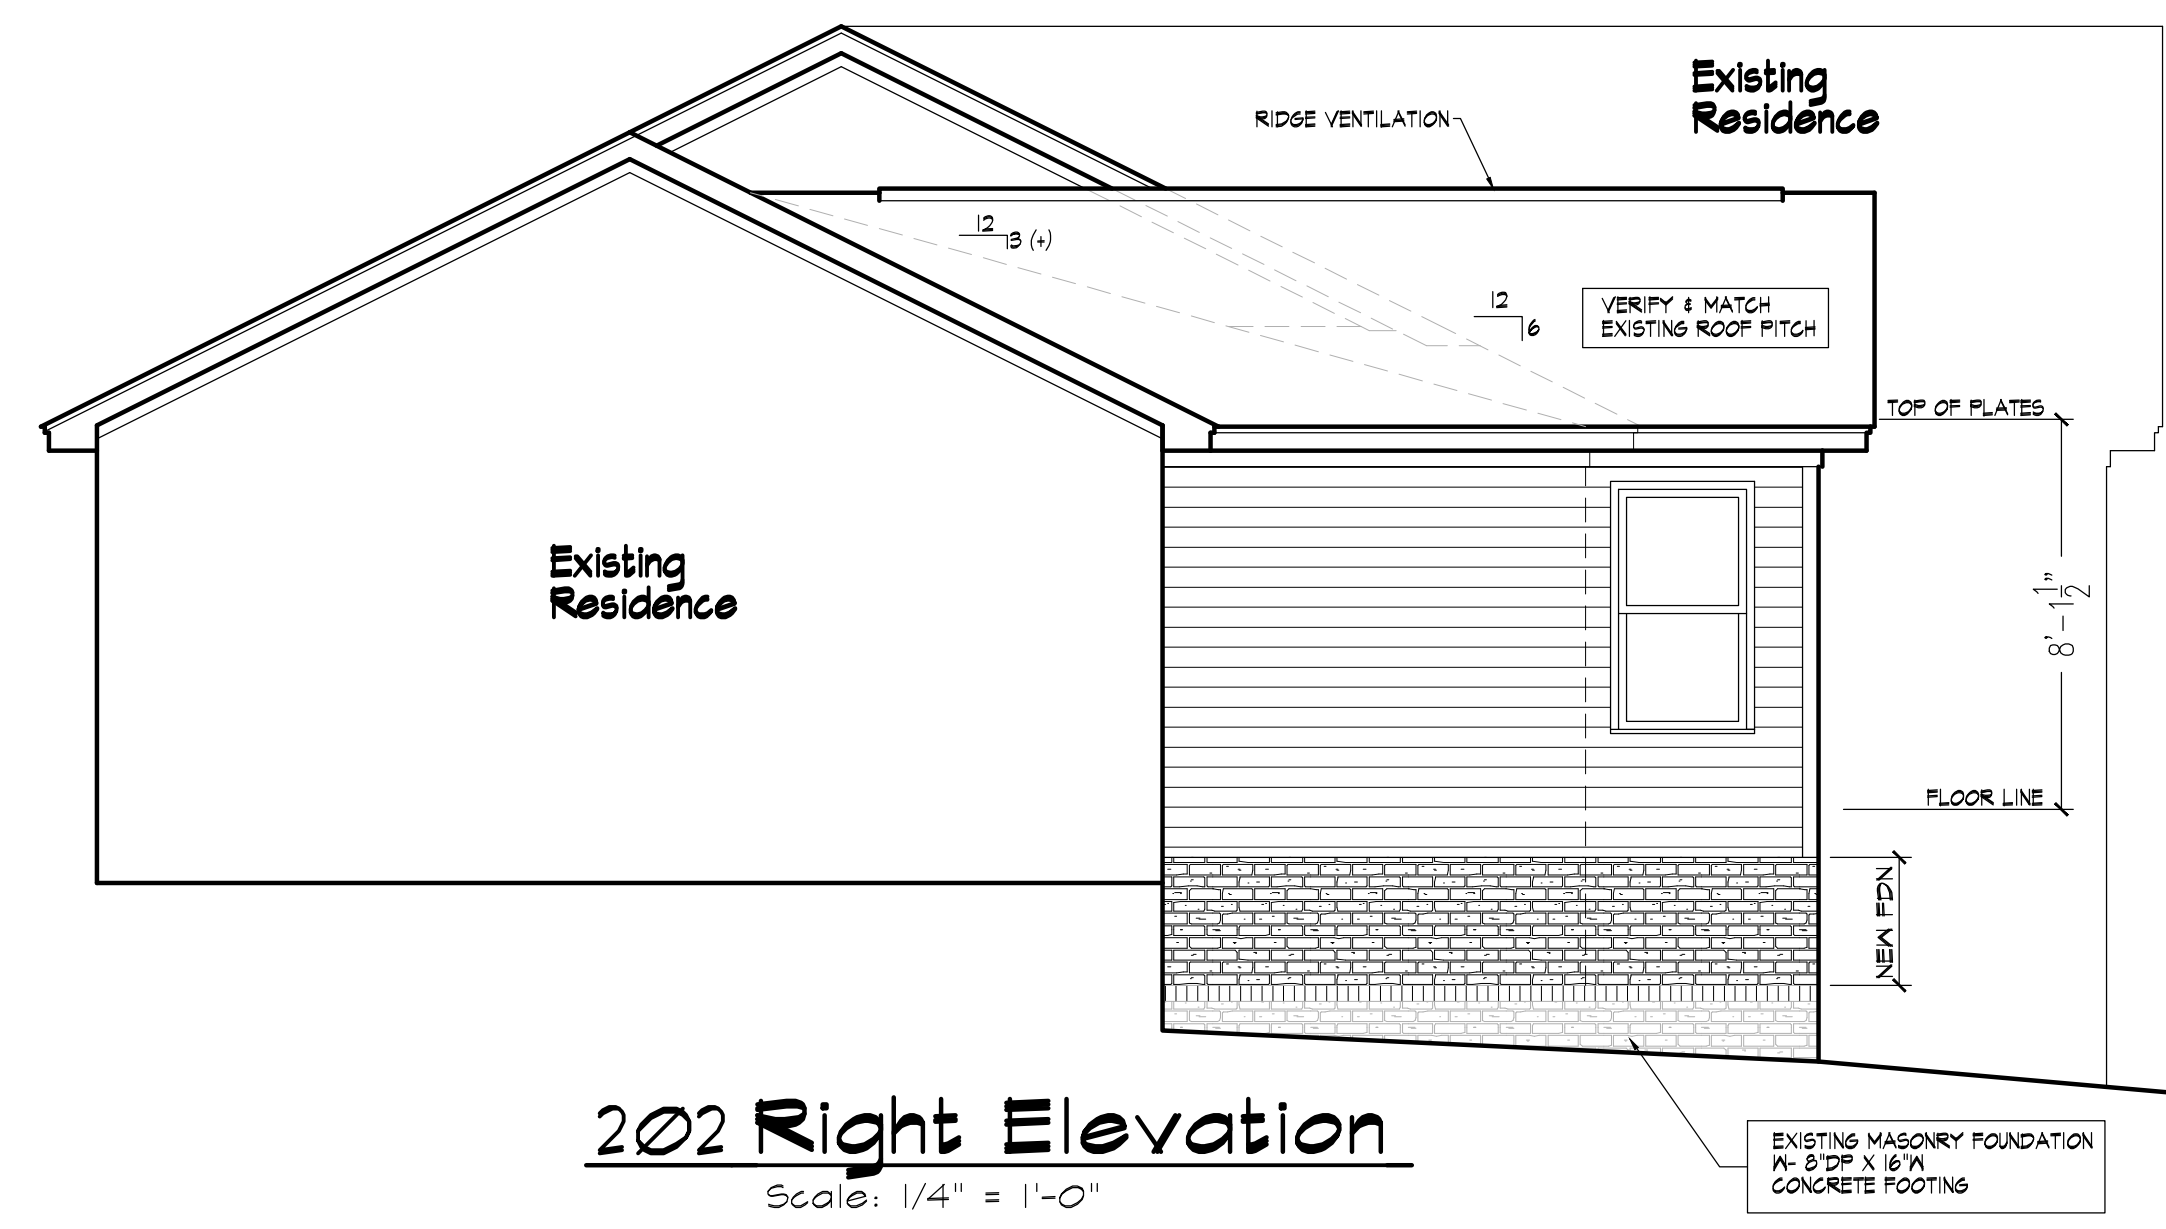 Existing
Residence
RIDGE VENTILATION
12
3 (+)
12
6
VERIFY & MATCH
EXISTING ROOF PITCH
TOP OF PLATES
Existing
Residence
8'-1 1/2"
FLOOR LINE
NEW FDN
202 Right Elevation
Scale: 1/4" = 1'-0"
EXISTING MASONRY FOUNDATION
W- 8"DP X 16"W
CONCRETE FOOTING